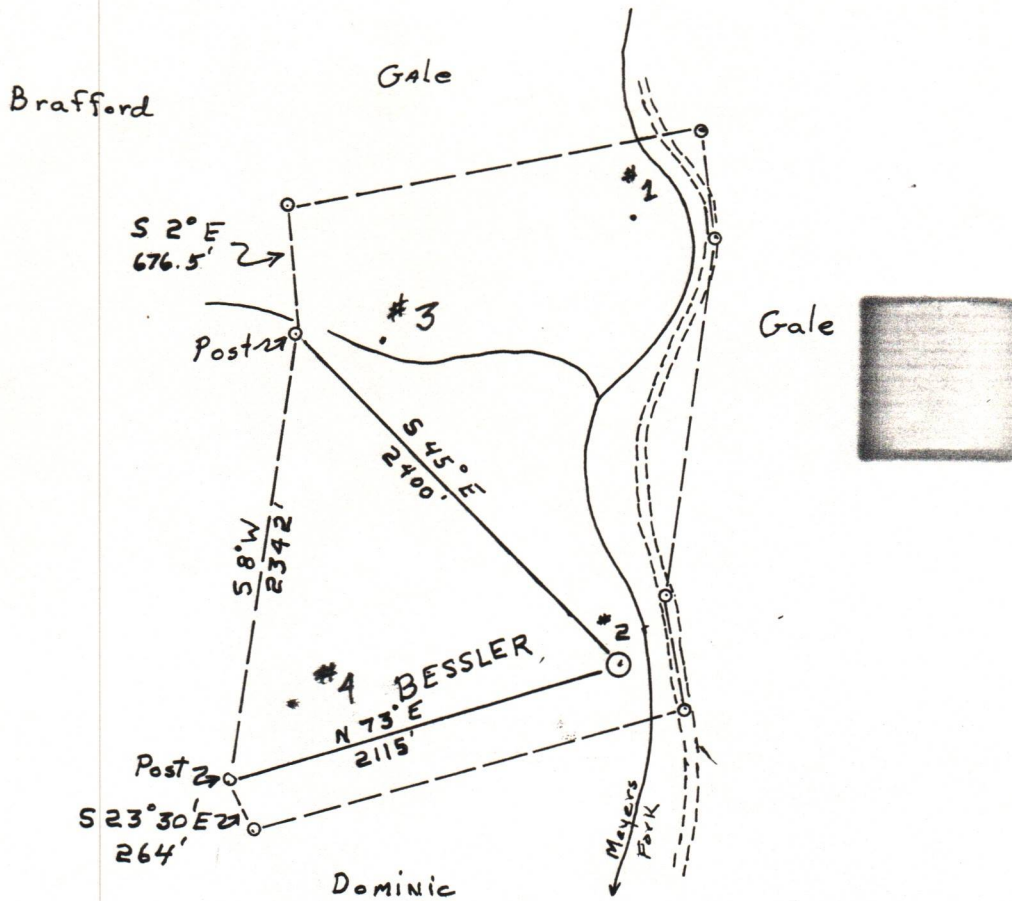 GAle
Brafford
#1
S 2° E
676.5'
#3
Gale
Post
S 45° E
2400'
S 8° W
2342'
#2
#4
BESSLER
N 73° E
2115'
Post
S 23° 30' E
264'
Meyers
Fork
Dominic